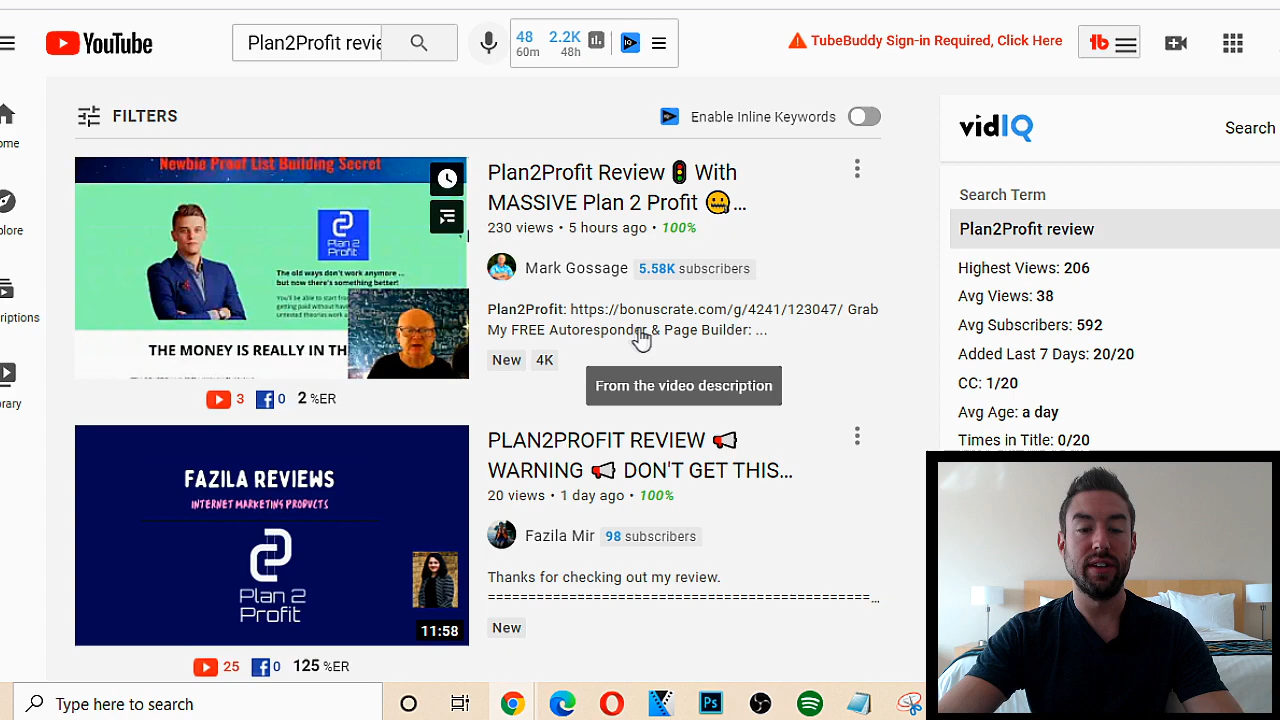 YouTube
Plan2Profit revie
48
60m
2.2K
48h
TubeBuddy Sign-in Required, Click Here
tb
FILTERS
Enable Inline Keywords
vidIQ
Search
ome
plore
riptions
brary
Newbie Proof List Building Secret
Plan 2
Profit
The old ways don't work anymore ...
but now there's something better!
THE MONEY IS REALLY IN TH
3
0
2 %ER
Plan2Profit Review 🚦 With
MASSIVE Plan 2 Profit 🤐...
230 views • 5 hours ago • 100%
Mark Gossage 5.58K subscribers
Plan2Profit: https://bonuscrate.com/g/4241/123047/ Grab
My FREE Autoresponder & Page Builder: ...
New 4K
From the video description
FAZILA REVIEWS
INTERNET MARKETING PRODUCTS
Plan 2
Profit
11:58
25
0
125 %ER
PLAN2PROFIT REVIEW 📢
WARNING 📢 DON'T GET THIS...
20 views • 1 day ago • 100%
Fazila Mir 98 subscribers
Thanks for checking out my review.
==============================================...
New
Search Term
Plan2Profit review
Highest Views: 206
Avg Views: 38
Avg Subscribers: 592
Added Last 7 Days: 20/20
CC: 1/20
Avg Age: a day
Times in Title: 0/20
Type here to search
Ps